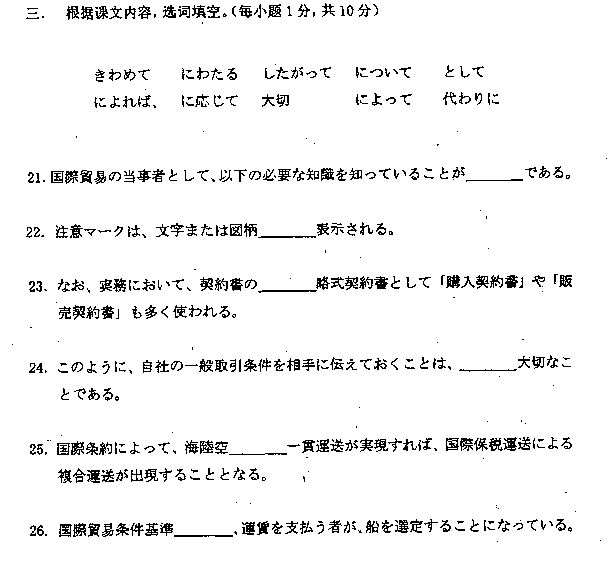 三． 根据课文内容，选词填空。（每小题1分，共10分）
きわめて にわたる したがって について として
によれば、 に応じて 大切 によって 代わりに
21. 国際貿易の当事者として、以下の必要な知識を知っていることが______である。
22. 注意マークは、文字または図柄______表示される。
23. なお、実務において、契約書の______略式契約書として「購入契約書」や「販
売契約書」も多く使われる。
24. このように、自社の一般取引条件を相手に伝えておくことは、______大切なこ
とである。
25. 国際条約によって、海陸空______一貫運送が実現すれば、国際保税運送による
複合運送が出現することとなる。
26. 国際貿易条件基準______、運賃を支払う者が、船を選定することになっている。